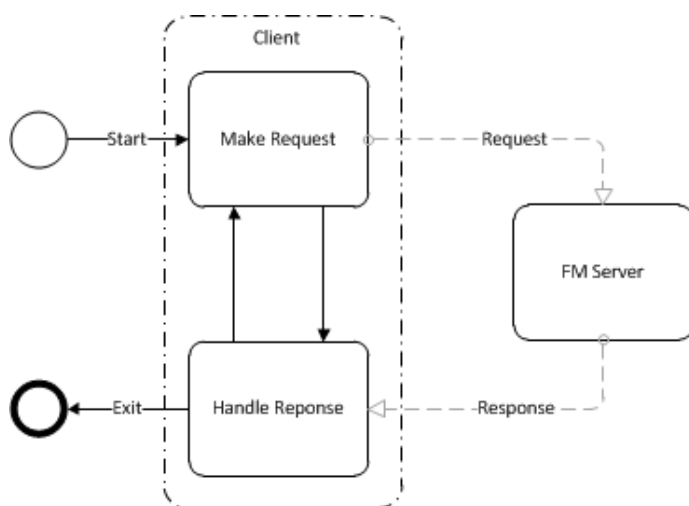 Client
Start
Make Request
Request
FM Server
Exit
Handle Reponse
Response